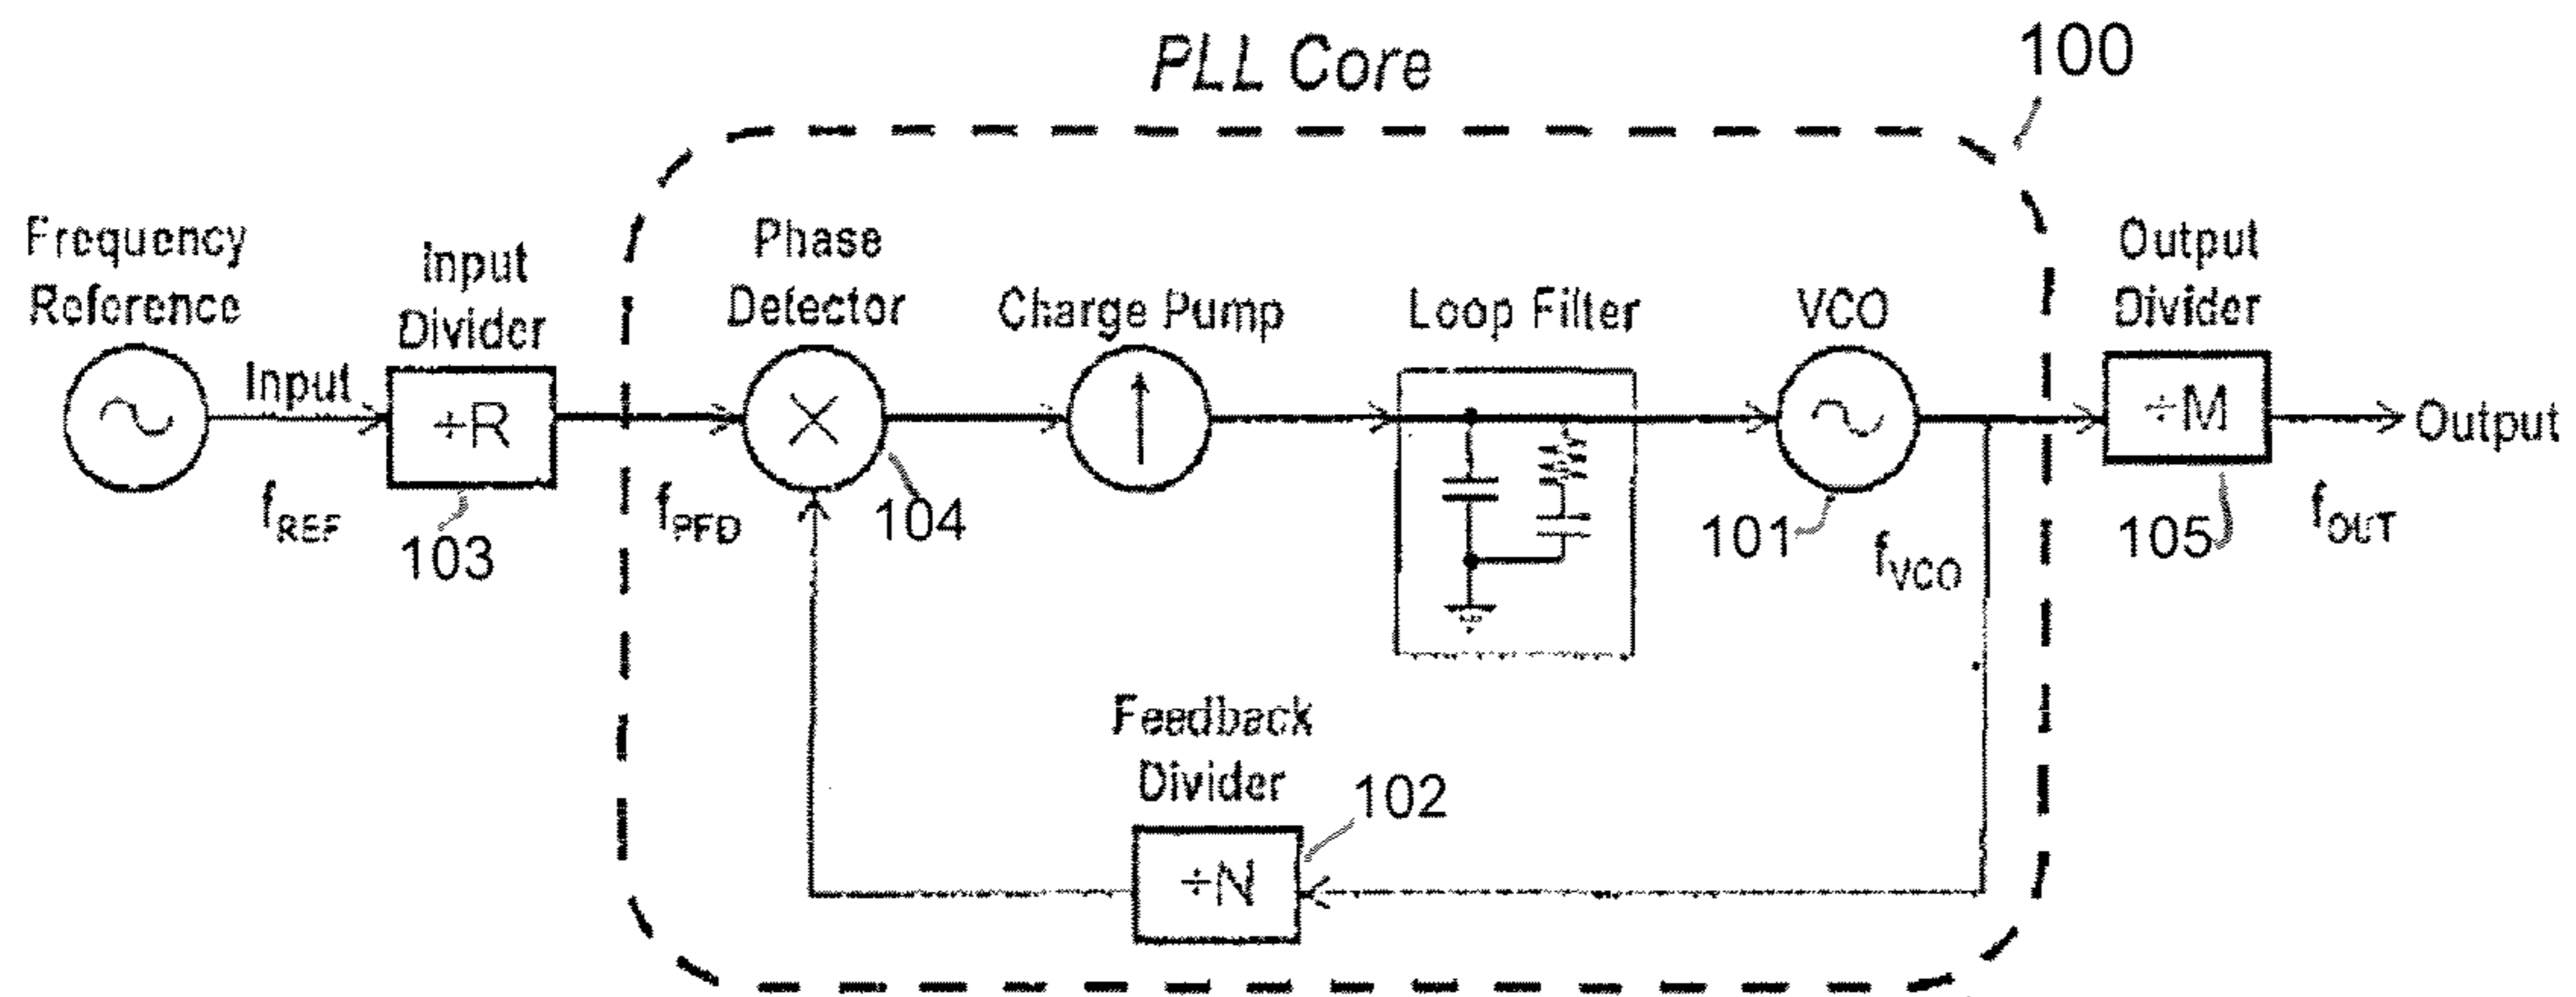 PLL Core
100
Frequency
Reference
Input
Input
Divider
÷R
fREF
103
fPFD
Phase
Detector
104
Charge Pump
Loop Filter
VCO
101
fVCO
Output
Divider
÷M
105
fOUT
Output
Feedback
Divider
102
÷N